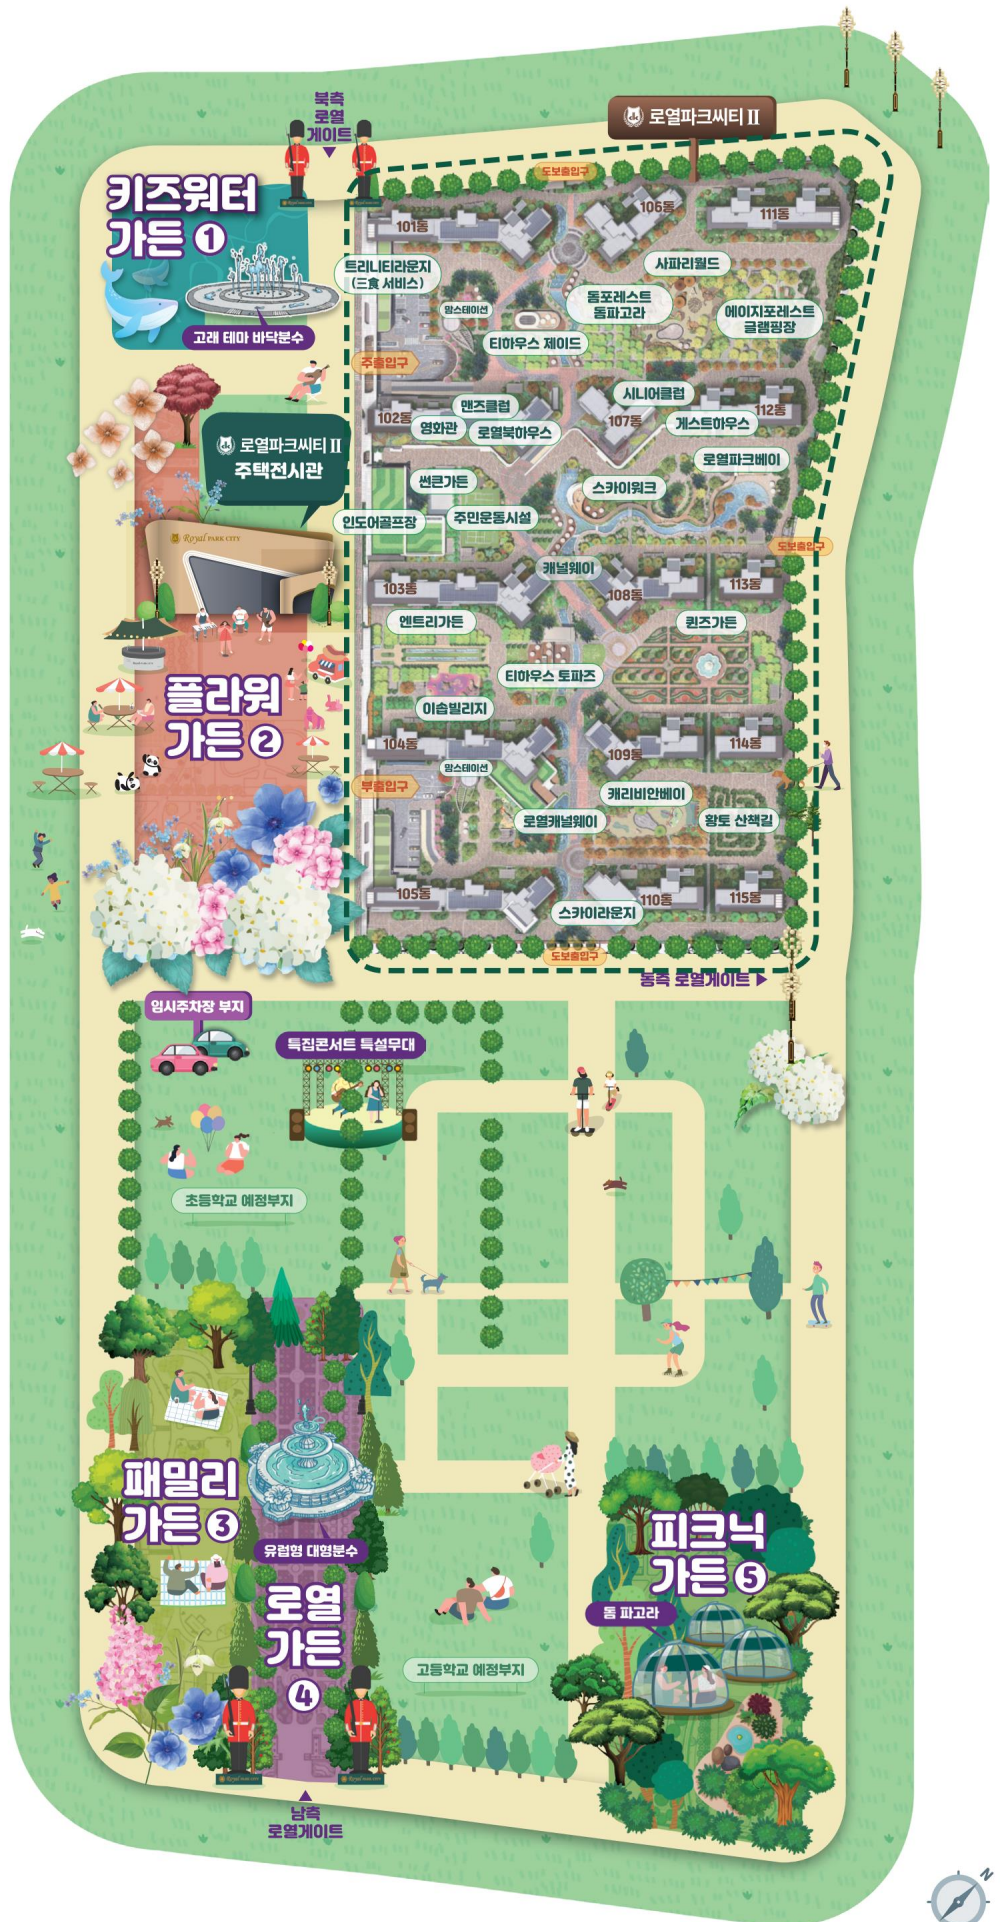 북측
로열
게이트
로열파크씨티 II
도보출입구
키즈워터
가든 1
고래 테마 바닷분수
101동
106동
111동
트리니티라운지
(三食 서비스)
사파리월드
맘스테이션
돔포레스트
돔파고라
에이지포레스트
글램핑장
티하우스 제이드
주출입구
102동
맨즈클럽
영화관
로열북하우스
시니어클럽
107동
게스트하우스
112동
로열파크씨티 II
주택전시관
로열파크베이
썬큰가든
스카이워크
인도어골프장
주민운동시설
도보출입구
Royal PARK CITY
캐널웨이
103동
108동
113동
엔트리가든
퀸즈가든
티하우스 토파즈
플라워
가든 2
이솝빌리지
104동
109동
114동
맘스테이션
부출입구
캐리비안베이
로열캐널웨이
황토 산책길
105동
110동
115동
스카이라운지
도보출입구
동측 로열게이트
임시주차장 부지
특집콘서트 특설무대
초등학교 예정부지
패밀리
가든 3
유럽형 대형분수
로열
가든
4
피크닉
가든 5
돔 파고라
고등학교 예정부지
남측
로열게이트
N